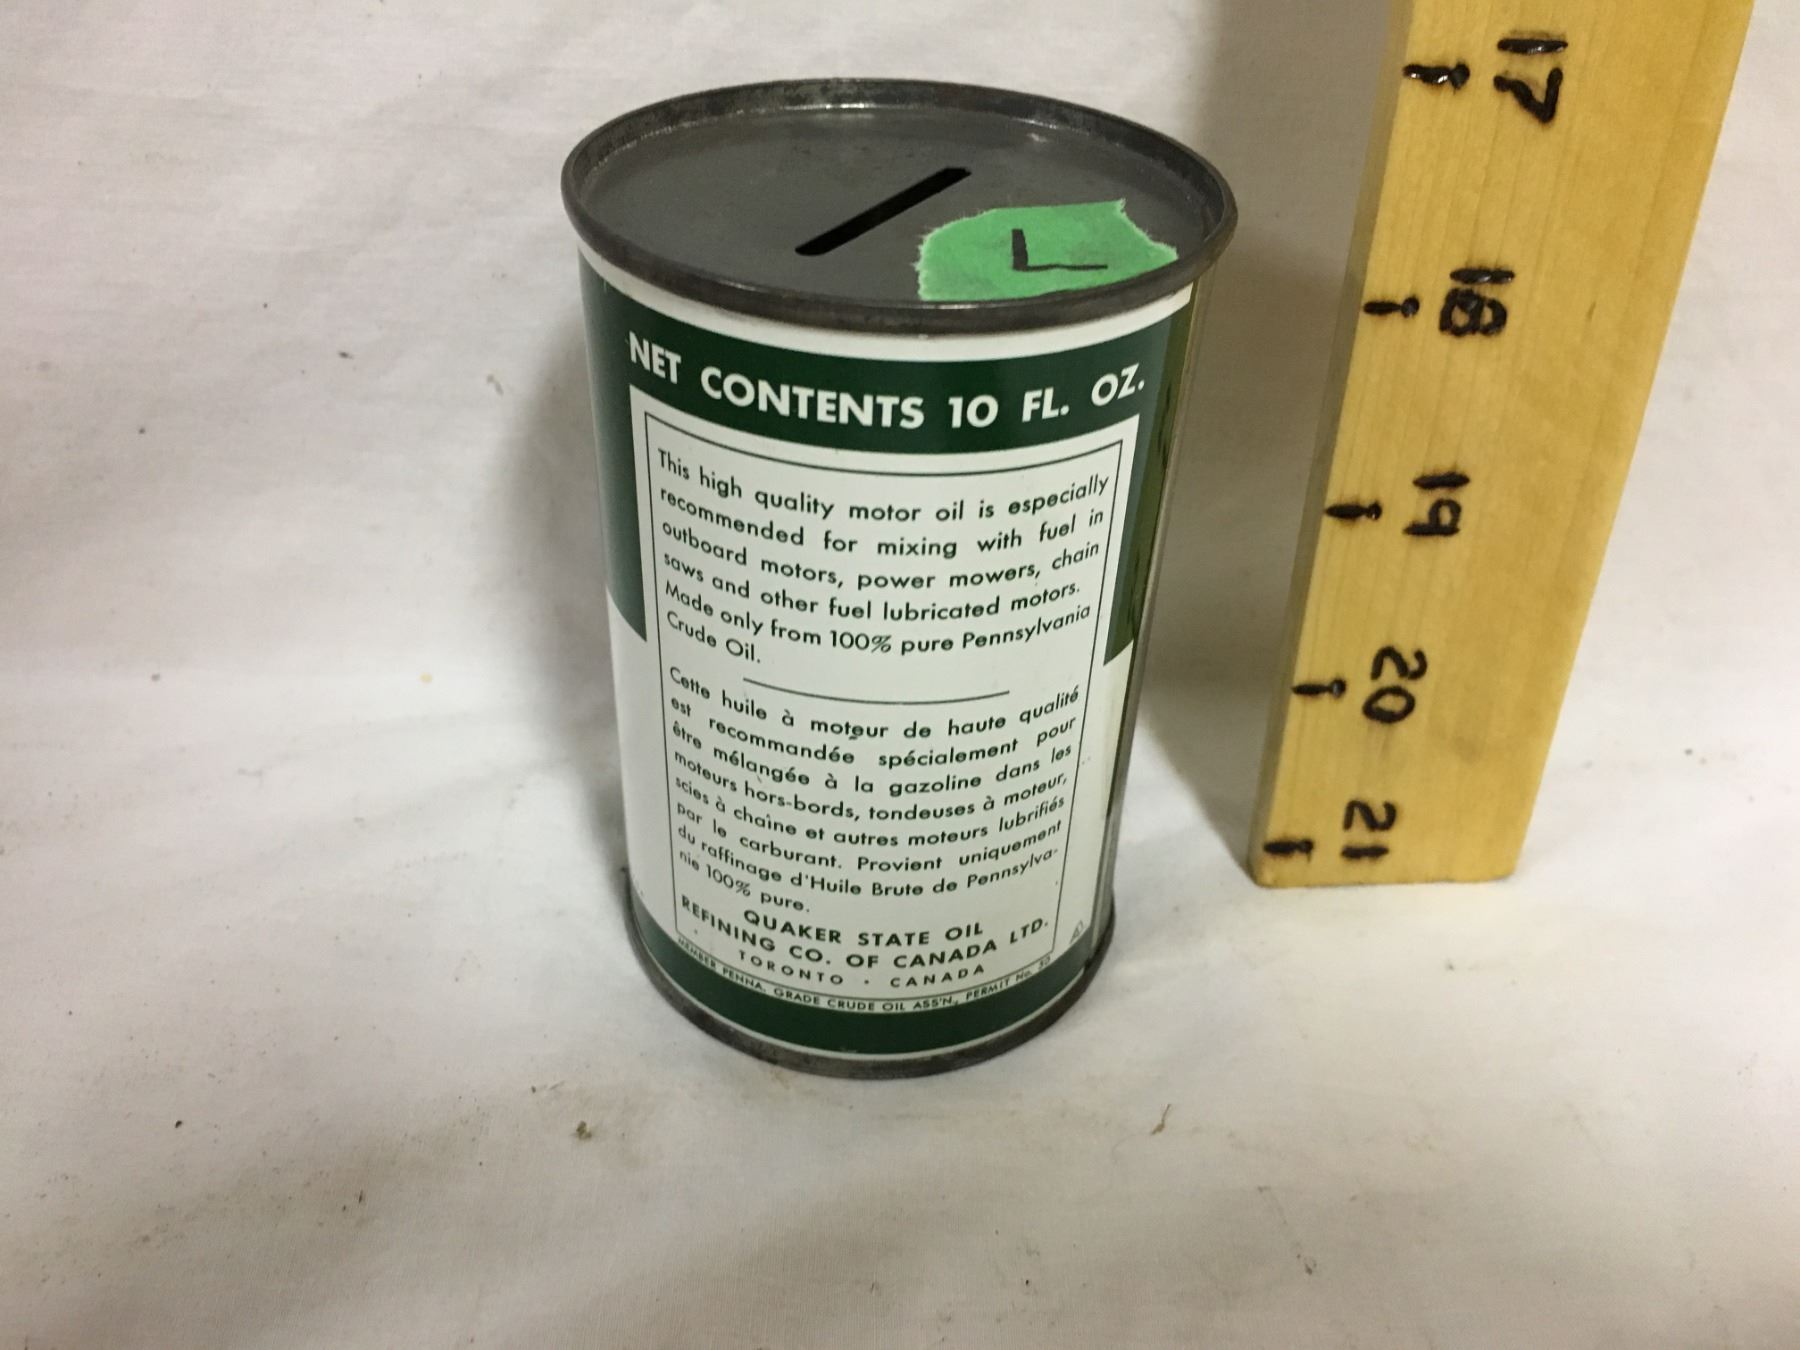 L
NET CONTENTS 10 FL. OZ.
This high quality motor oil is especially
recommended for mixing with fuel in
outboard motors, power mowers, chain
saws and other fuel lubricated motors.
Made only from 100% pure Pennsylvania
Crude Oil.
Cette huile à moteur de haute qualité
est recommandée spécialement pour
être mélangée à la gazoline dans les
moteurs hors-bords, tondeuses à moteur,
scies à chaîne et autres moteurs lubrifiés
par le carburant. Provient uniquement
du raffinage d'Huile Brute de Pennsylva-
nie 100% pure.
QUAKER STATE OIL
REFINING CO. OF CANADA LTD.
TORONTO · CANADA
MEMBER PENNA. GRADE CRUDE OIL ASS'N, PERMIT No. 50
17
18
19
20
21